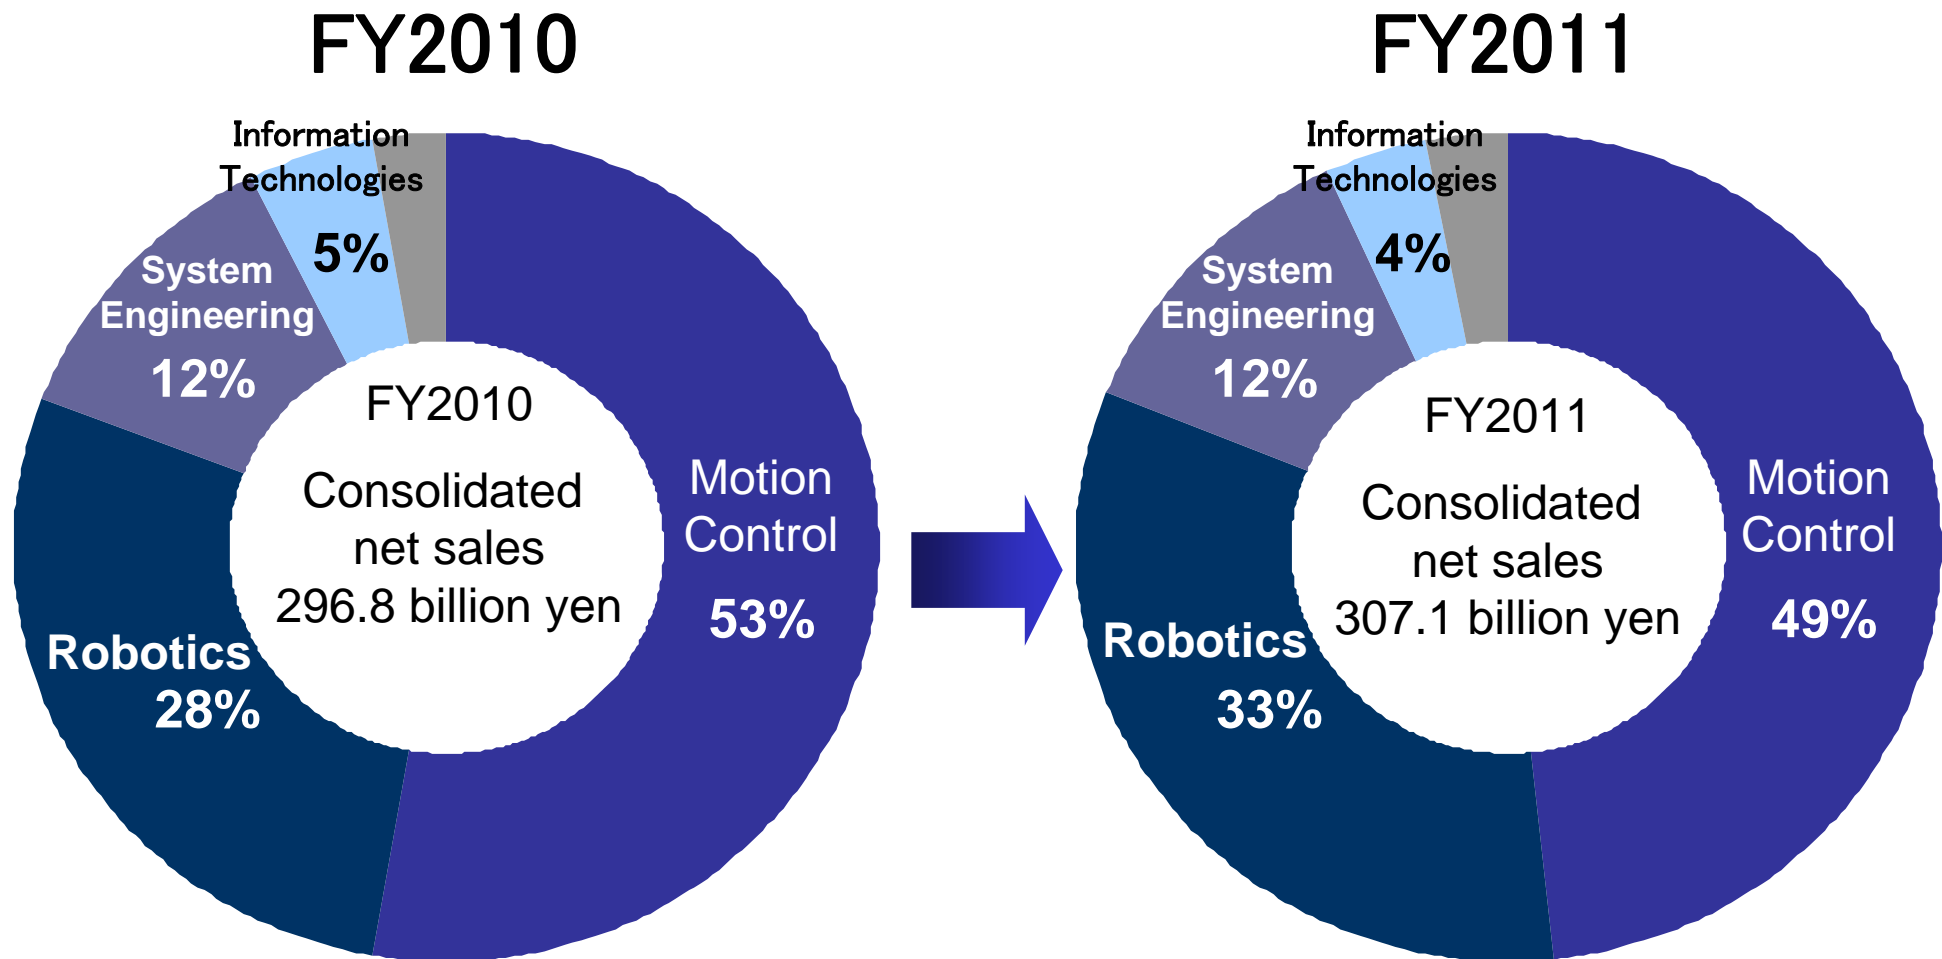 FY2010
Information
Technologies
5%
System
Engineering
12%
FY2010
Consolidated
net sales
296.8 billion yen
Motion
Control
53%
Robotics
28%
FY2011
Information
Technologies
4%
System
Engineering
12%
FY2011
Consolidated
net sales
307.1 billion yen
Motion
Control
49%
Robotics
33%